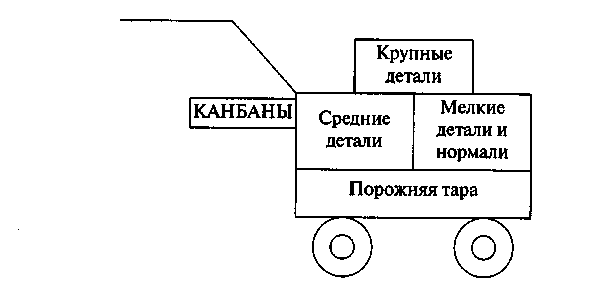 Крупные
детали
КАНБАНЫ
Средние
детали
Мелкие
детали и
нормали
Порожняя тара